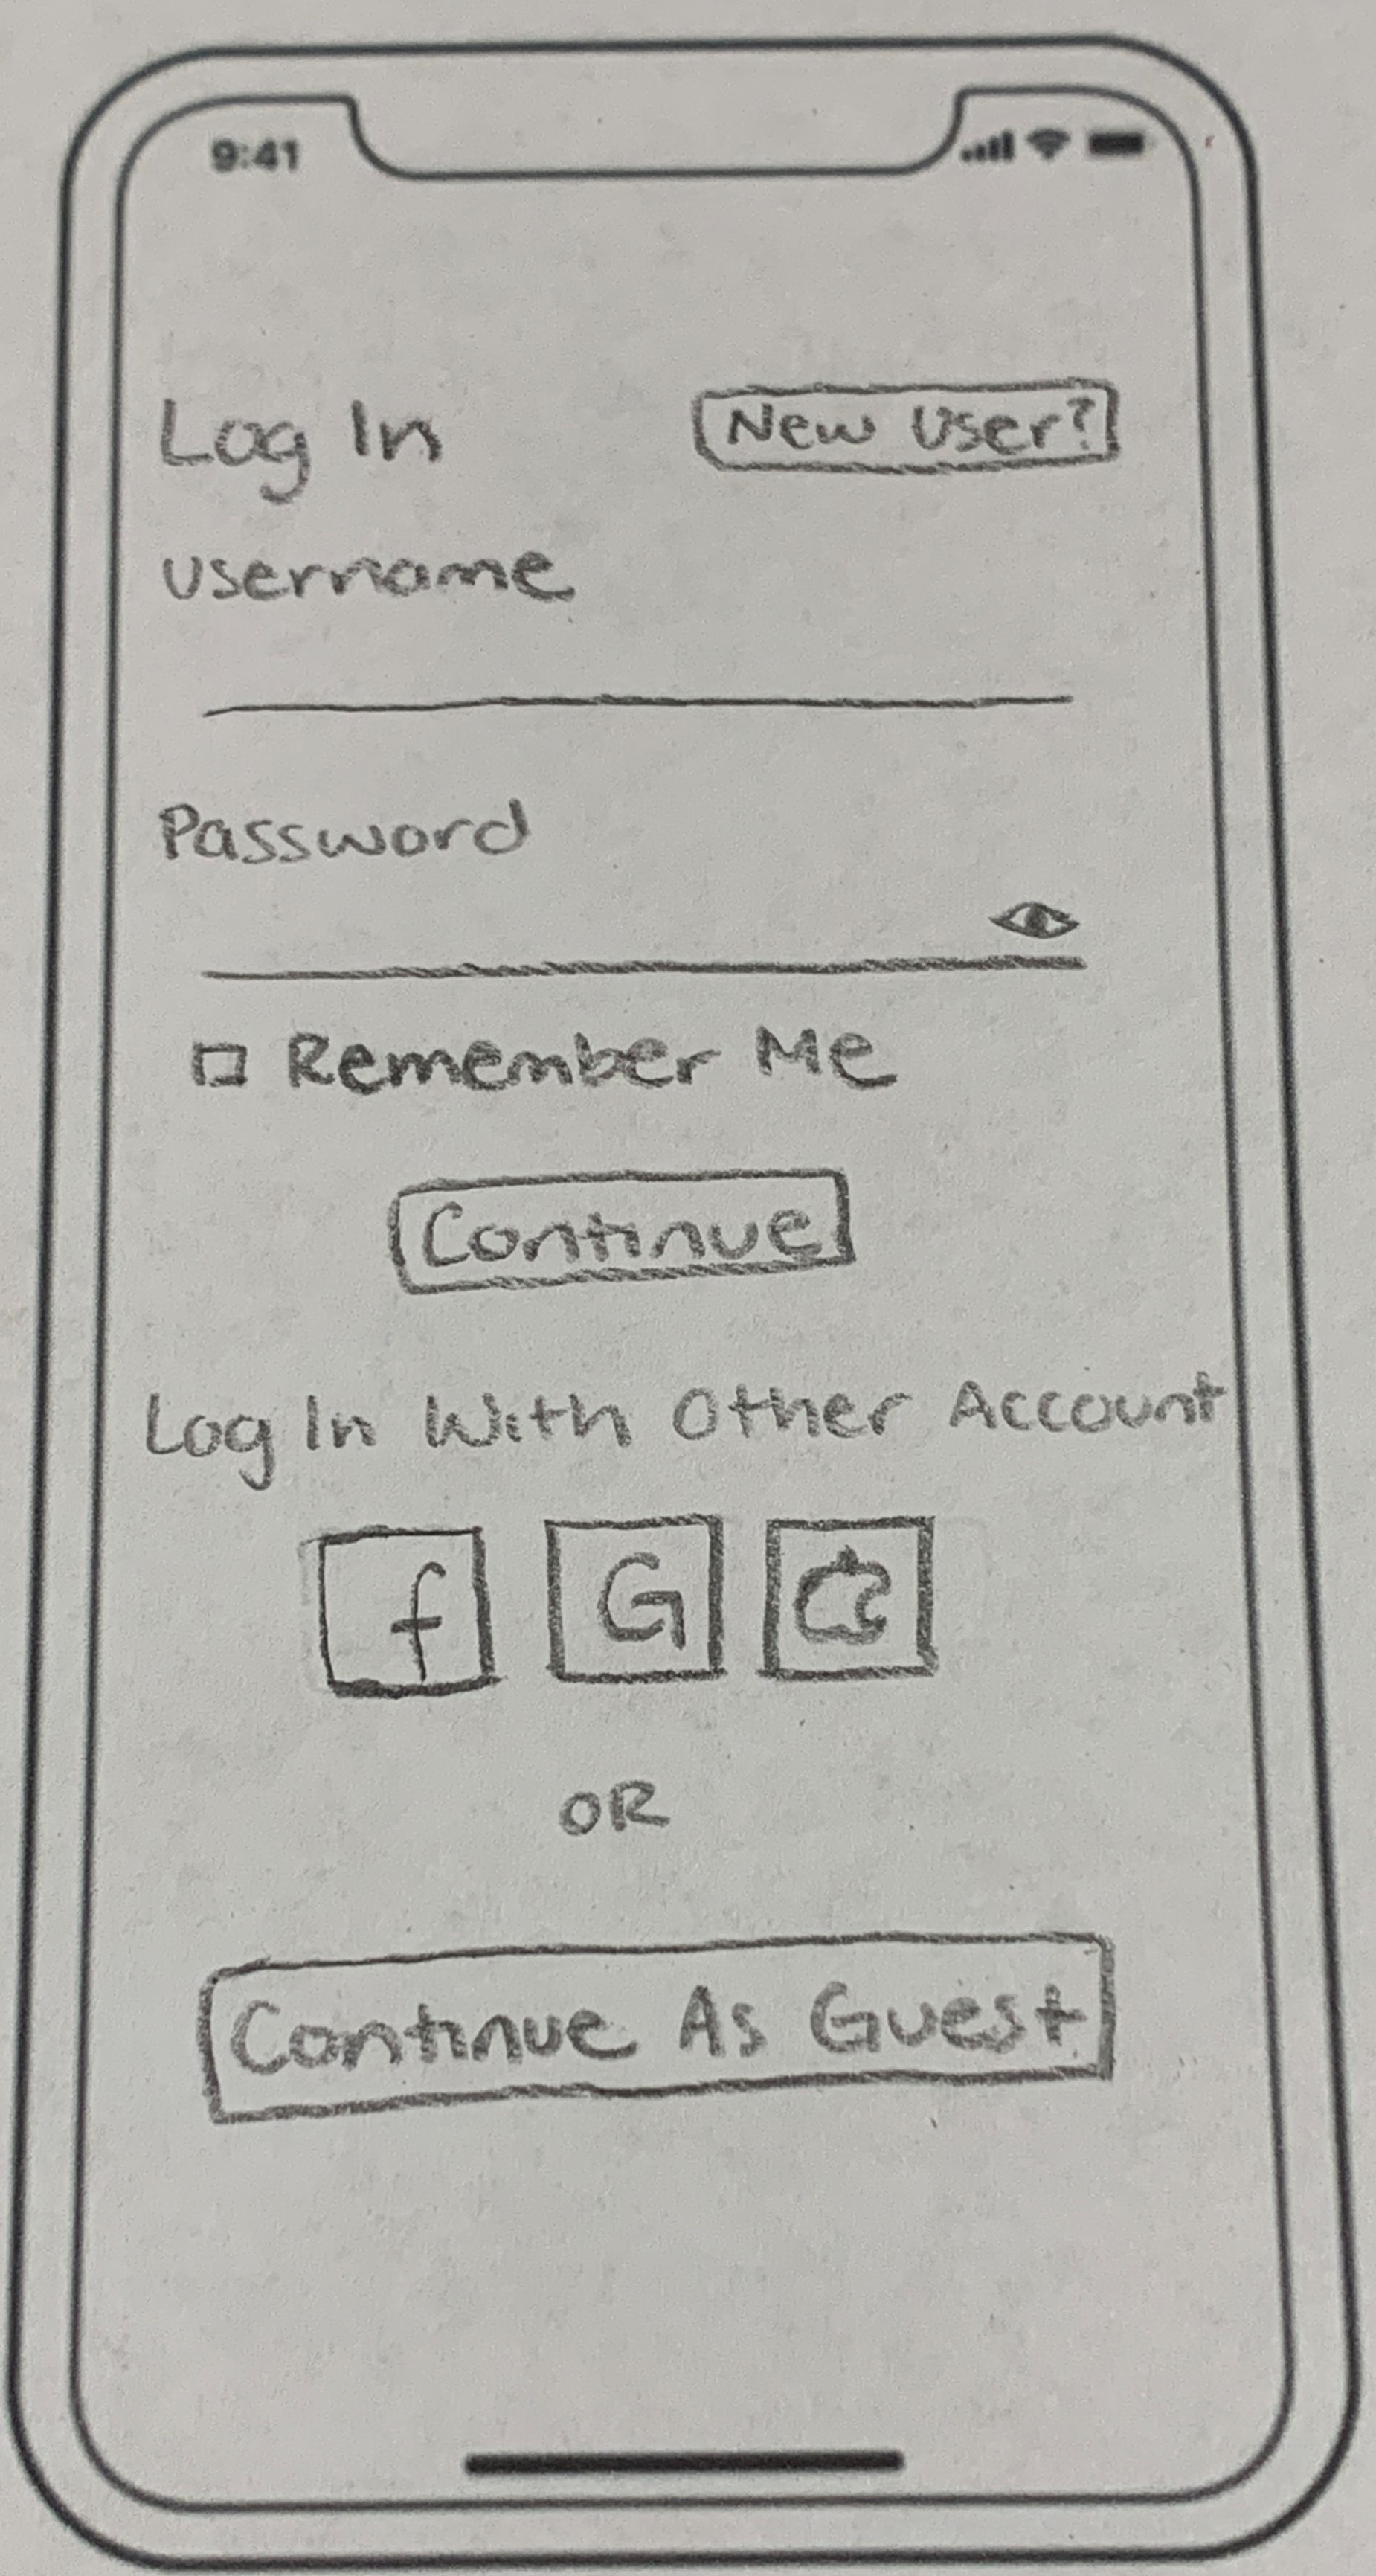 9:41
Log In
New User?
username
Password
Remember Me
Continue
Log In With Other Account
f G
OR
Continue As Guest